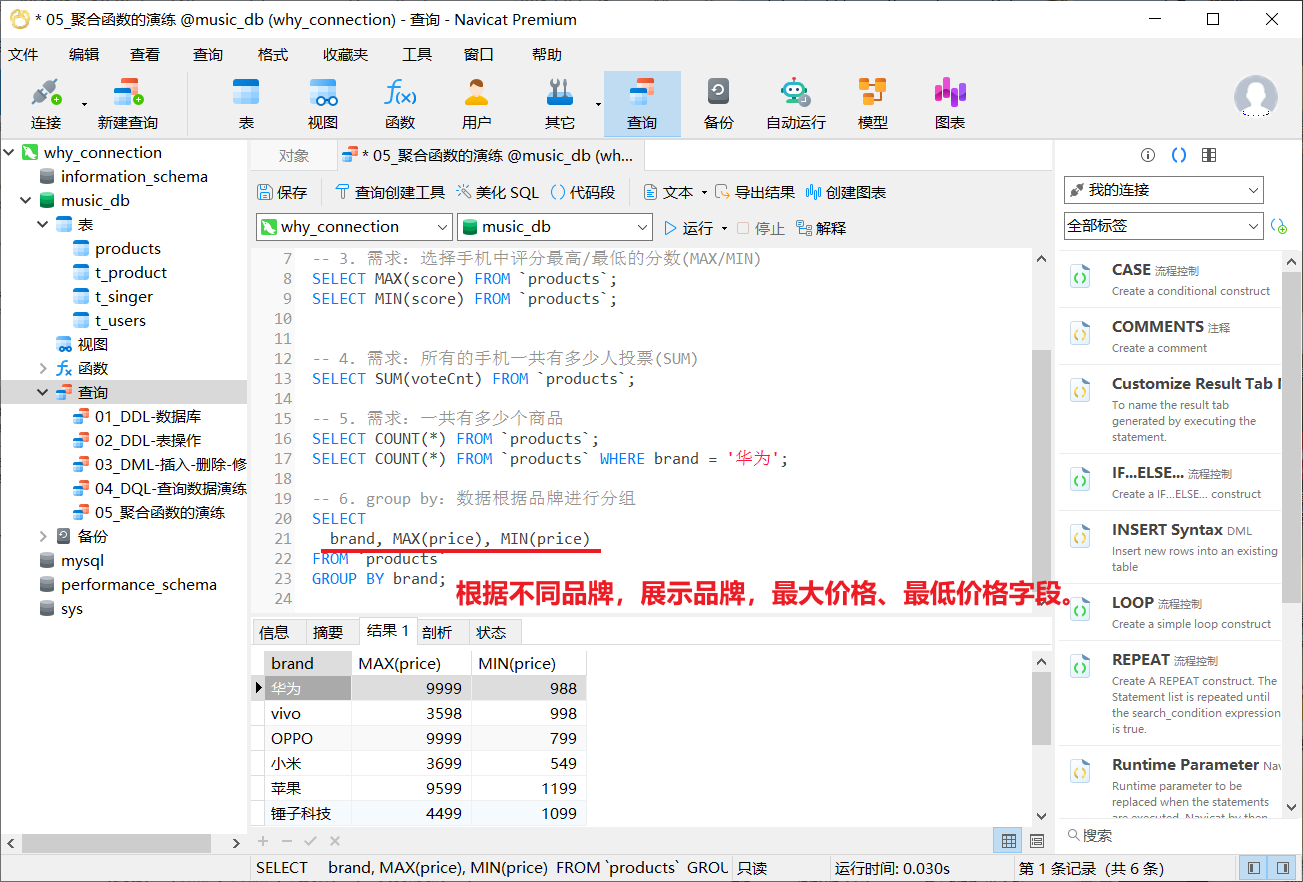 * 05_聚合函数的演练 @music_db (why_connection) - 查询 - Navicat Premium
文件 编辑 查看 查询 格式 收藏夹 工具 窗口 帮助
连接 新建查询 表 视图 函数 用户 其它 查询 备份 自动运行 模型 图表
why_connection
information_schema
music_db
表
products
t_product
t_singer
t_users
视图
函数
查询
01_DDL-数据库
02_DDL-表操作
03_DML-插入-删除-修
04_DQL-查询数据演练
05_聚合函数的演练
备份
mysql
performance_schema
sys
对象 * 05_聚合函数的演练 @music_db (wh...
保存 查询创建工具 美化 SQL () 代码段 文本 导出结果 创建图表
why_connection music_db 运行 停止 解释
7 -- 3. 需求：选择手机中评分最高/最低的分数(MAX/MIN)
8 SELECT MAX(score) FROM `products`;
9 SELECT MIN(score) FROM `products`;
10
11
12 -- 4. 需求：所有的手机一共有多少人投票(SUM)
13 SELECT SUM(voteCnt) FROM `products`;
14
15 -- 5. 需求：一共有多少个商品
16 SELECT COUNT(*) FROM `products`;
17 SELECT COUNT(*) FROM `products` WHERE brand = '华为';
18
19 -- 6. group by：数据根据品牌进行分组
20 SELECT
21 brand, MAX(price), MIN(price)
22 FROM `products`
23 GROUP BY brand;
24
根据不同品牌，展示品牌，最大价格、最低价格字段。
信息 摘要 结果 1 剖析 状态
brand MAX(price) MIN(price)
华为 9999 988
vivo 3598 998
OPPO 9999 799
小米 3699 549
苹果 9599 1199
锤子科技 4499 1099
我的连接
全部标签
CASE 流程控制
Create a conditional construct
COMMENTS 注释
Create a comment
Customize Result Tab N
To name the result tab
generated by executing the
statement.
IF...ELSE... 流程控制
Create a IF...ELSE... construct
INSERT Syntax DML
Insert new rows into an existing
table
LOOP 流程控制
Create a simple loop construct
REPEAT 流程控制
Create A REPEAT construct. The
Statement list is repeated until
the search_condition expression
is true.
Runtime Parameter Nav
Runtime parameter to be
replaced when the statements
are executed. Navicat by then
搜索
SELECT brand, MAX(price), MIN(price) FROM `products` GROU 只读 运行时间: 0.030s 第 1 条记录 (共 6 条)